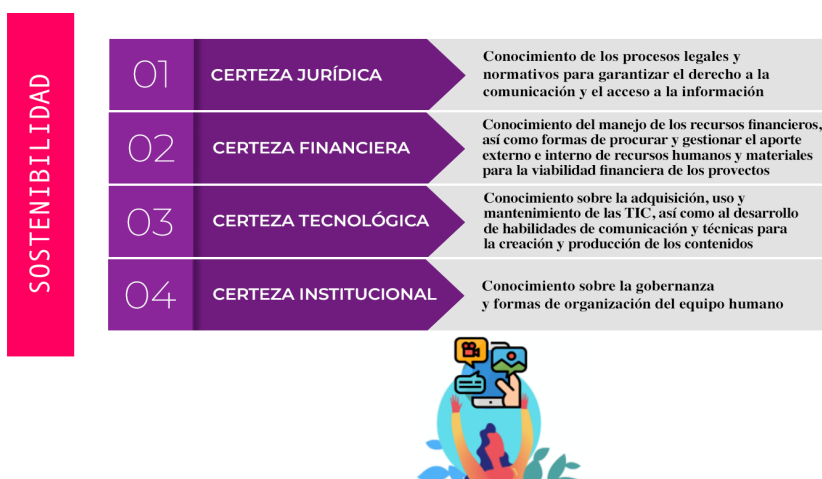 SOSTENIBILIDAD
01
CERTEZA JURÍDICA
Conocimiento de los procesos legales y
normativos para garantizar el derecho a la
comunicación y el acceso a la información
02
CERTEZA FINANCIERA
Conocimiento del manejo de los recursos financieros,
así como formas de procurar y gestionar el aporte
externo e interno de recursos humanos y materiales
para la viabilidad financiera de los provectos
03
CERTEZA TECNOLÓGICA
Conocimiento sobre la adquisición, uso y
mantenimiento de las TIC, así como al desarrollo
de habilidades de comunicación y técnicas para
la creación y producción de los contenidos
04
CERTEZA INSTITUCIONAL
Conocimiento sobre la gobernanza
y formas de organización del equipo humano